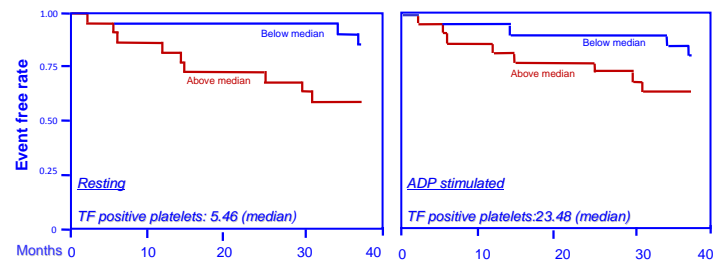 Event free rate
1.00
0.75
0.50
0.25
0
Below median
Above median
Resting
TF positive platelets: 5.46 (median)
Below median
Above median
ADP stimulated
TF positive platelets:23.48 (median)
Months
0
10
20
30
40
0
10
20
30
40